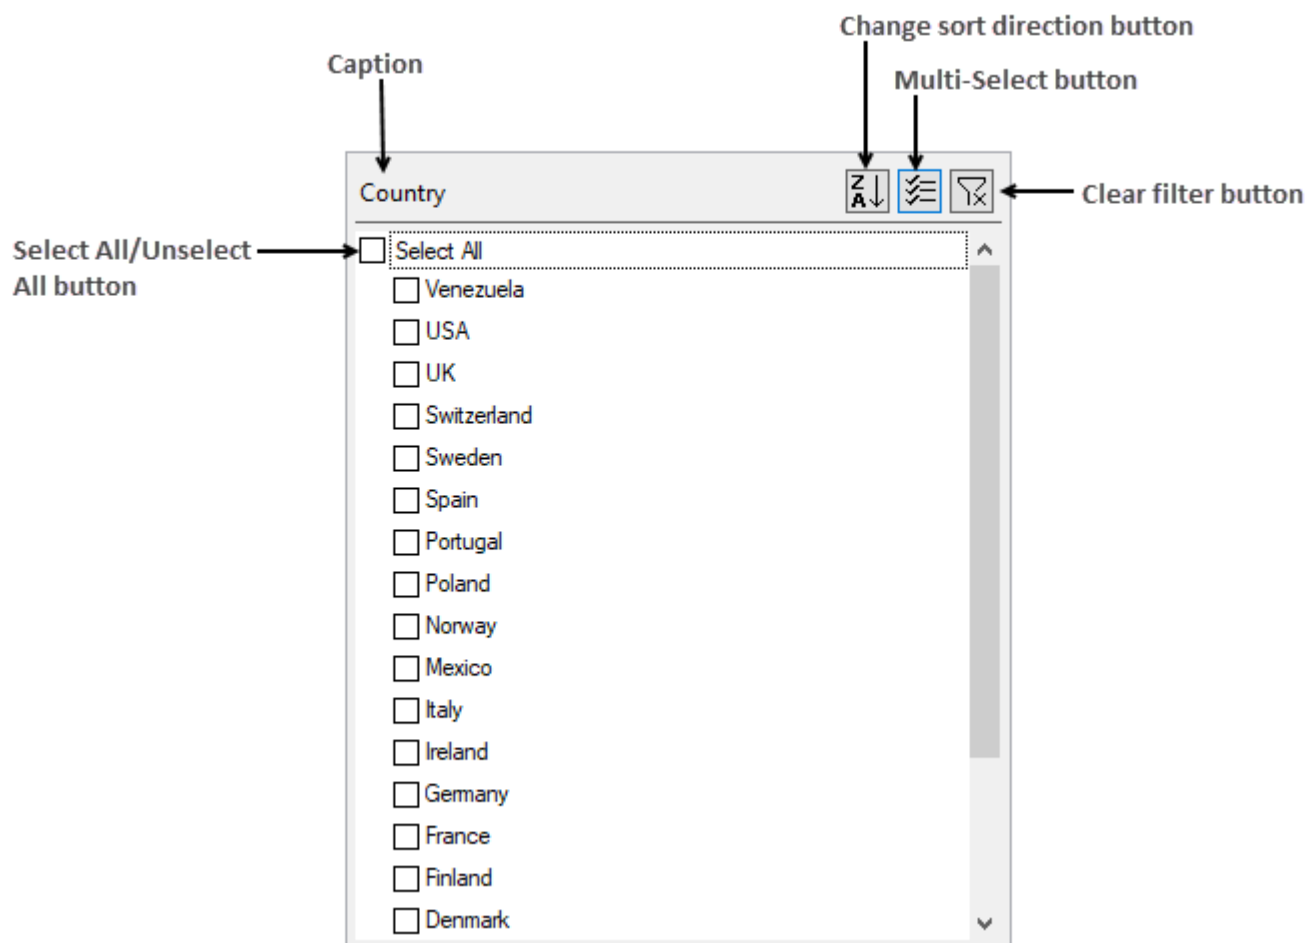 Change sort direction button
Caption
Multi-Select button
Country
Z
A
Clear filter button
Select All/Unselect
All button
Select All
Venezuela
USA
UK
Switzerland
Sweden
Spain
Portugal
Poland
Norway
Mexico
Italy
Ireland
Germany
France
Finland
Denmark